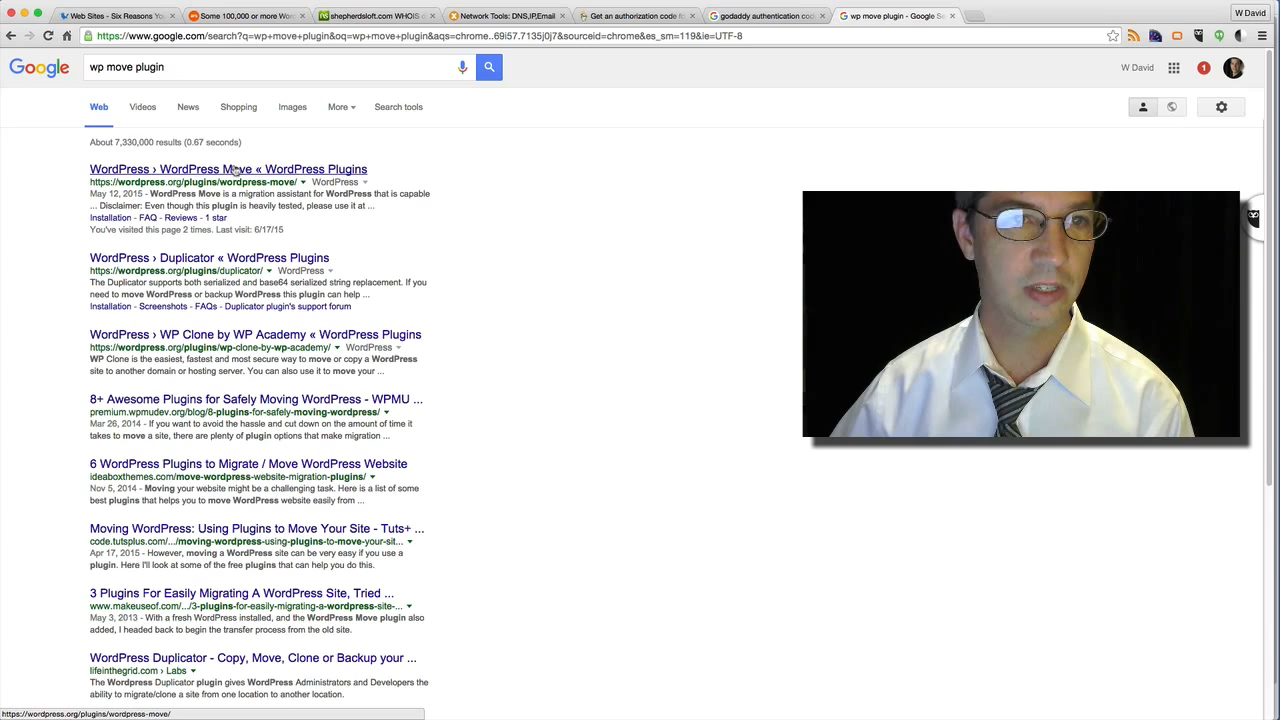 Web Sites - Six Reasons You
Some 100,000 or more Wor
shepherdsloft.com WHOIS
Network Tools: DNS,IP,Email
Get an authorization code fo
godaddy authentication cod
wp move plugin - Google Se
W David
https://www.google.com/search?q=wp+move+plugin&oq=wp+move+plugin&aqs=chrome..69i57.7135j0j7&sourceid=chrome&es_sm=119&ie=UTF-8
Google
wp move plugin
W David
1
Web
Videos
News
Shopping
Images
More
Search tools
About 7,330,000 results (0.67 seconds)
WordPress › WordPress Move « WordPress Plugins
https://wordpress.org/plugins/wordpress-move/ WordPress
May 12, 2015 - WordPress Move is a migration assistant for WordPress that is capable
... Disclaimer: Even though this plugin is heavily tested, please use it at ...
Installation - FAQ - Reviews - 1 star
You've visited this page 2 times. Last visit: 6/17/15
WordPress › Duplicator « WordPress Plugins
https://wordpress.org/plugins/duplicator/ WordPress
The Duplicator supports both serialized and base64 serialized string replacement. If you
need to move WordPress or backup WordPress this plugin can help ...
Installation - Screenshots - FAQs - Duplicator plugin's support forum
WordPress › WP Clone by WP Academy « WordPress Plugins
https://wordpress.org/plugins/wp-clone-by-wp-academy/ WordPress
WP Clone is the easiest, fastest and most secure way to move or copy a WordPress
site to another domain or hosting server. You can also use it to move your ...
8+ Awesome Plugins for Safely Moving WordPress - WPMU ...
premium.wpmudev.org/blog/8-plugins-for-safely-moving-wordpress/
Mar 26, 2014 - If you want to avoid the hassle and cut down on the amount of time it
takes to move a site, there are plenty of plugin options that make migration ...
6 WordPress Plugins to Migrate / Move WordPress Website
ideaboxthemes.com/move-wordpress-website-migration-plugins/
Nov 5, 2014 - Moving your website might be a challenging task. Here is a list of some
best plugins that helps you to move WordPress website easily from ...
Moving WordPress: Using Plugins to Move Your Site - Tuts+ ...
code.tutsplus.com/.../moving-wordpress-using-plugins-to-move-your-sit...
Apr 17, 2015 - However, moving a WordPress site can be very easy if you use a
plugin. Here I'll look at some of the free plugins that can help you do this.
3 Plugins For Easily Migrating A WordPress Site, Tried ...
www.makeuseof.com/.../3-plugins-for-easily-migrating-a-wordpress-site-...
May 3, 2013 - With a fresh WordPress installed, and the WordPress Move plugin also
added, I headed back to begin the transfer process from the old site.
WordPress Duplicator - Copy, Move, Clone or Backup your ...
lifeinthegrid.com › Labs
The Wordpress Duplicator plugin gives WordPress Administrators and Developers the
ability to migrate/clone a site from one location to another location.
https://wordpress.org/plugins/wordpress-move/